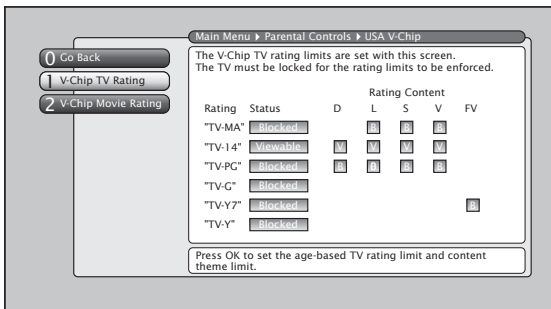 Main Menu ▶ Parental Controls ▶ USA V-Chip
0 Go Back
1 V-Chip TV Rating
2 V-Chip Movie Rating
The V-Chip TV rating limits are set with this screen.
The TV must be locked for the rating limits to be enforced.
Rating Content
Rating Status D L S V FV
"TV-MA" Blocked B B B
"TV-14" Viewable V V V V
"TV-PG" Blocked B B B B
"TV-G" Blocked
"TV-Y7" Blocked B
"TV-Y" Blocked
Press OK to set the age-based TV rating limit and content
theme limit.